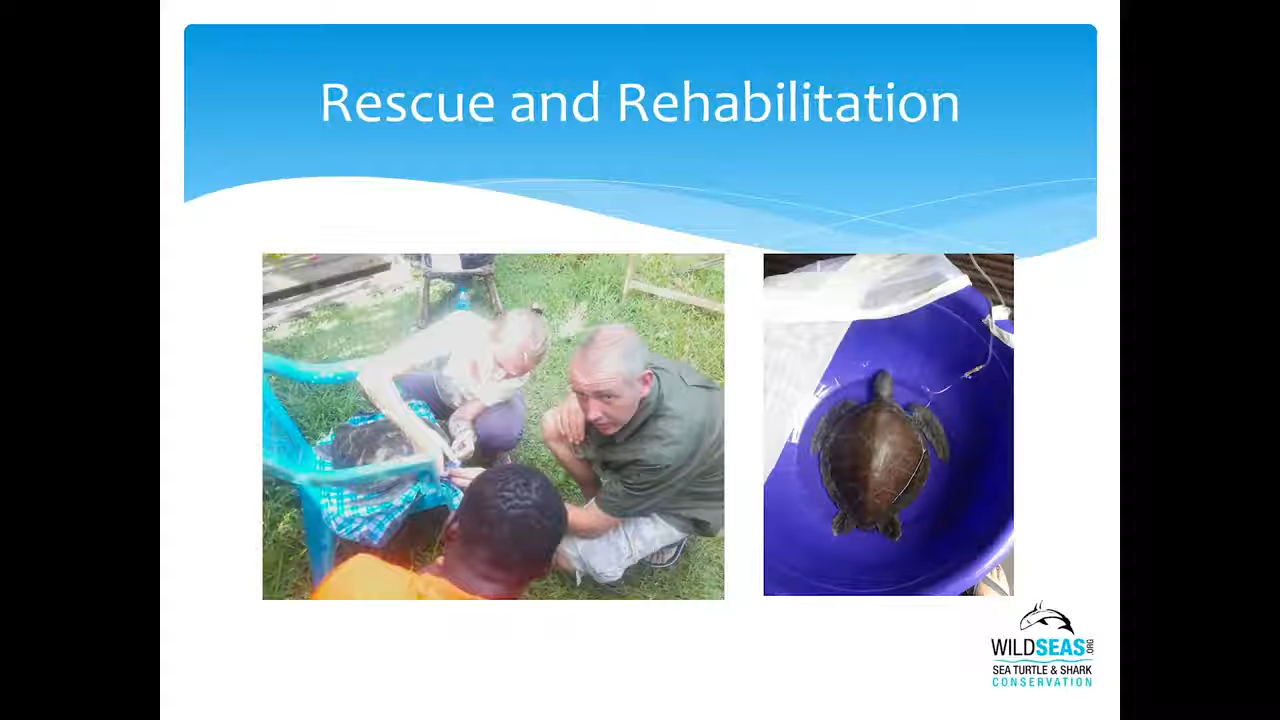 Rescue and Rehabilitation
WILDSEAS.ORG
SEA TURTLE & SHARK
CONSERVATION